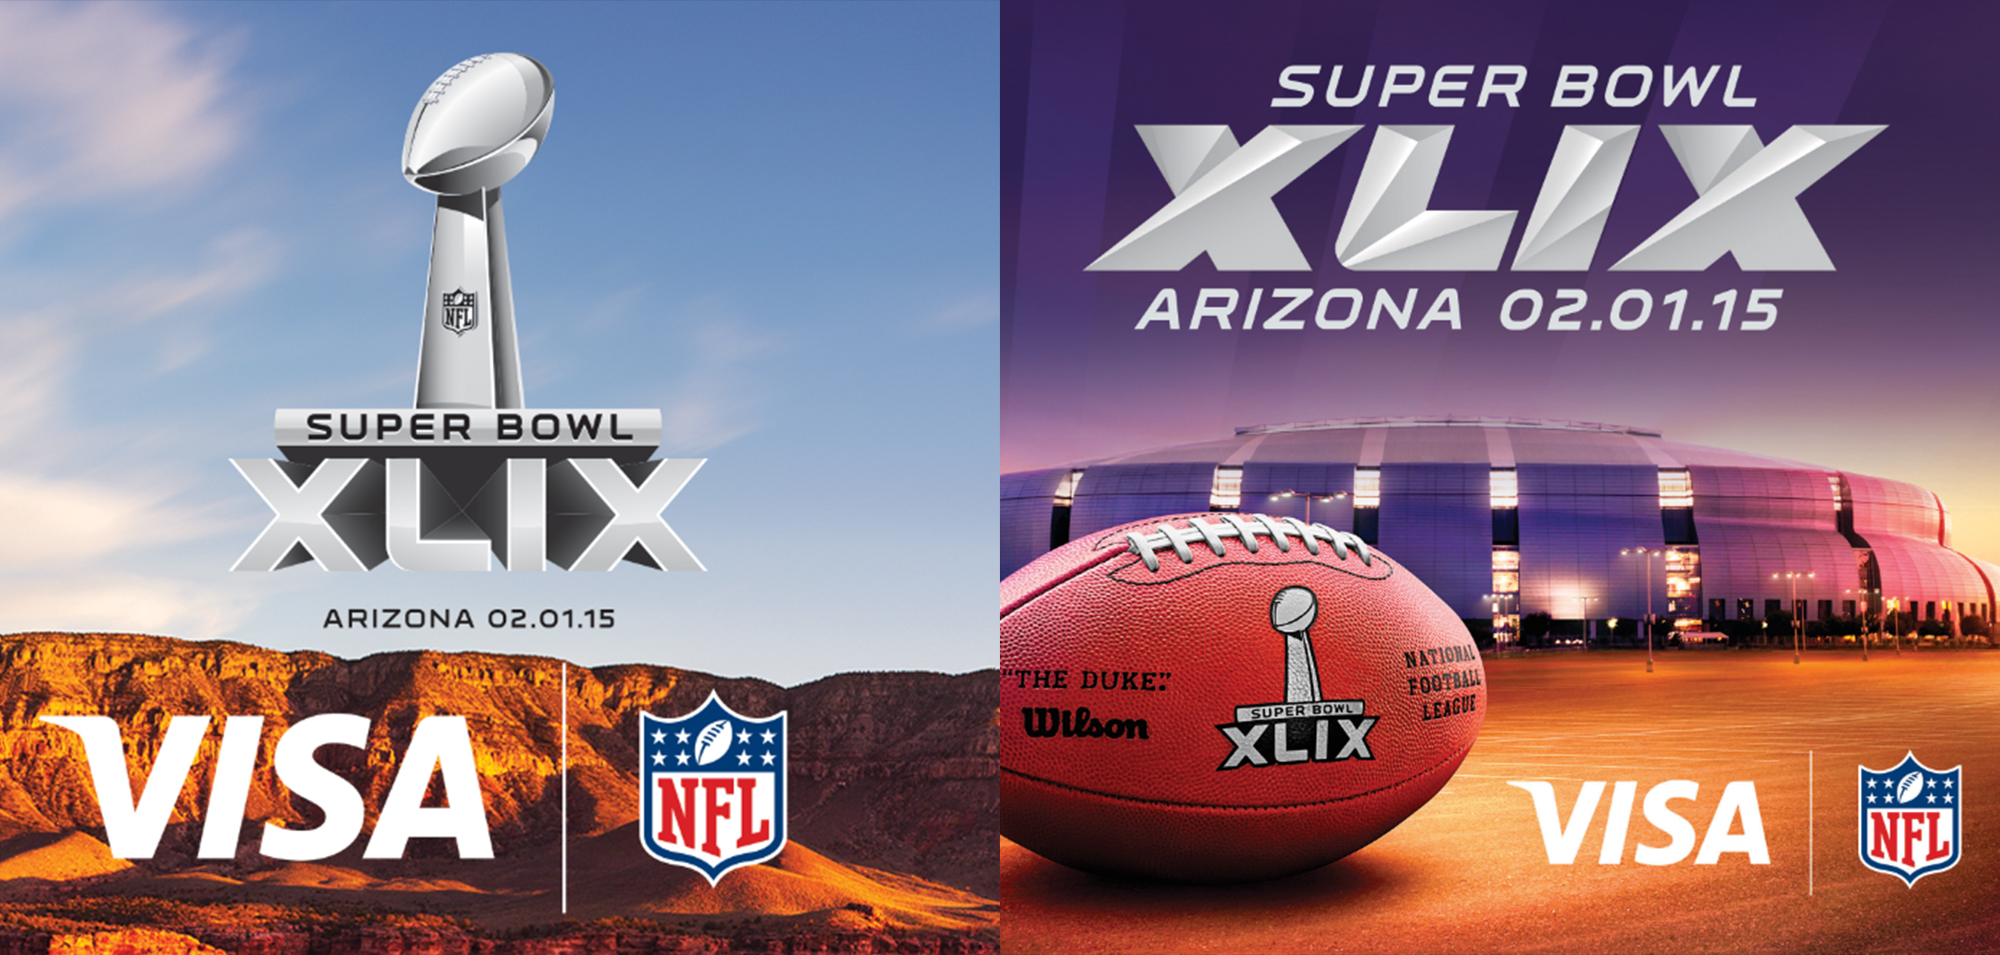 NFL
SUPER BOWL
XLIX
ARIZONA 02.01.15
VISA
NFL
SUPER BOWL
XLIX
ARIZONA 02.01.15
"THE DUKE."
Wilson
SUPER BOWL
XLIX
NATIONAL
FOOTBALL
LEAGUE
VISA
NFL